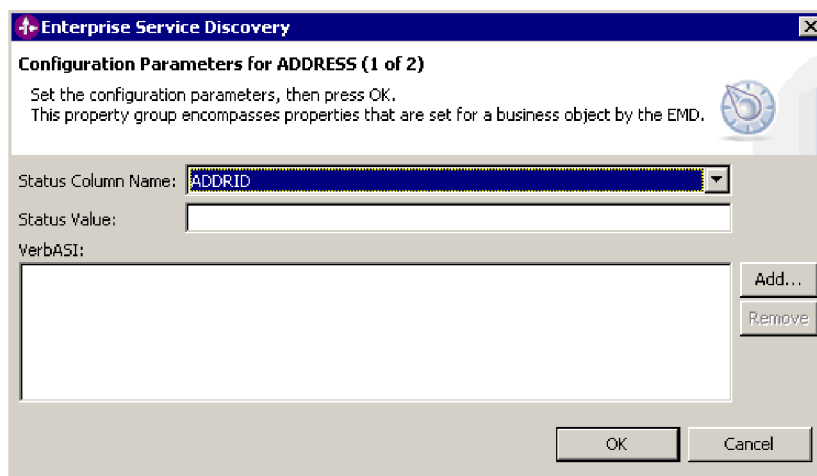 Enterprise Service Discovery
Configuration Parameters for ADDRESS (1 of 2)
Set the configuration parameters, then press OK.
This property group encompasses properties that are set for a business object by the EMD.
Status Column Name: ADDRID
Status Value:
VerbASI:
Add...
Remove
OK Cancel